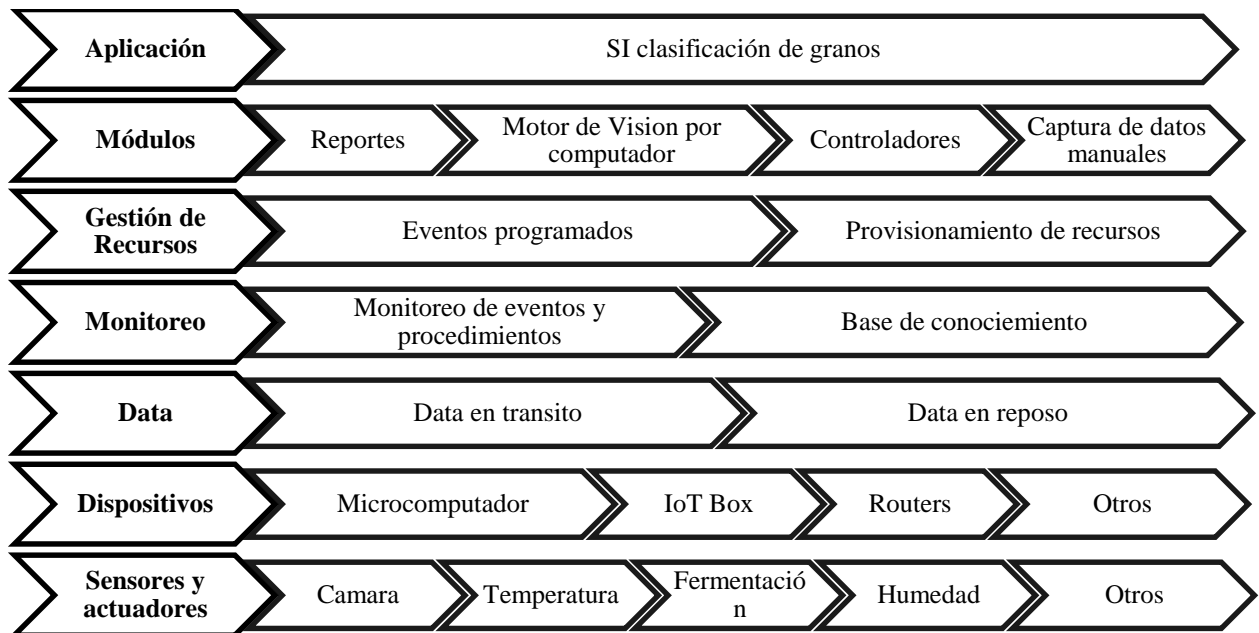 Aplicación
SI clasificación de granos
Módulos
Reportes
Motor de Vision por
computador
Controladores
Captura de datos
manuales
Gestión de
Recursos
Eventos programados
Provisionamiento de recursos
Monitoreo
Monitoreo de eventos y
procedimientos
Base de conociemiento
Data
Data en transito
Data en reposo
Dispositivos
Microcomputador
IoT Box
Routers
Otros
Sensores y
actuadores
Camara
Temperatura
Fermentació
n
Humedad
Otros